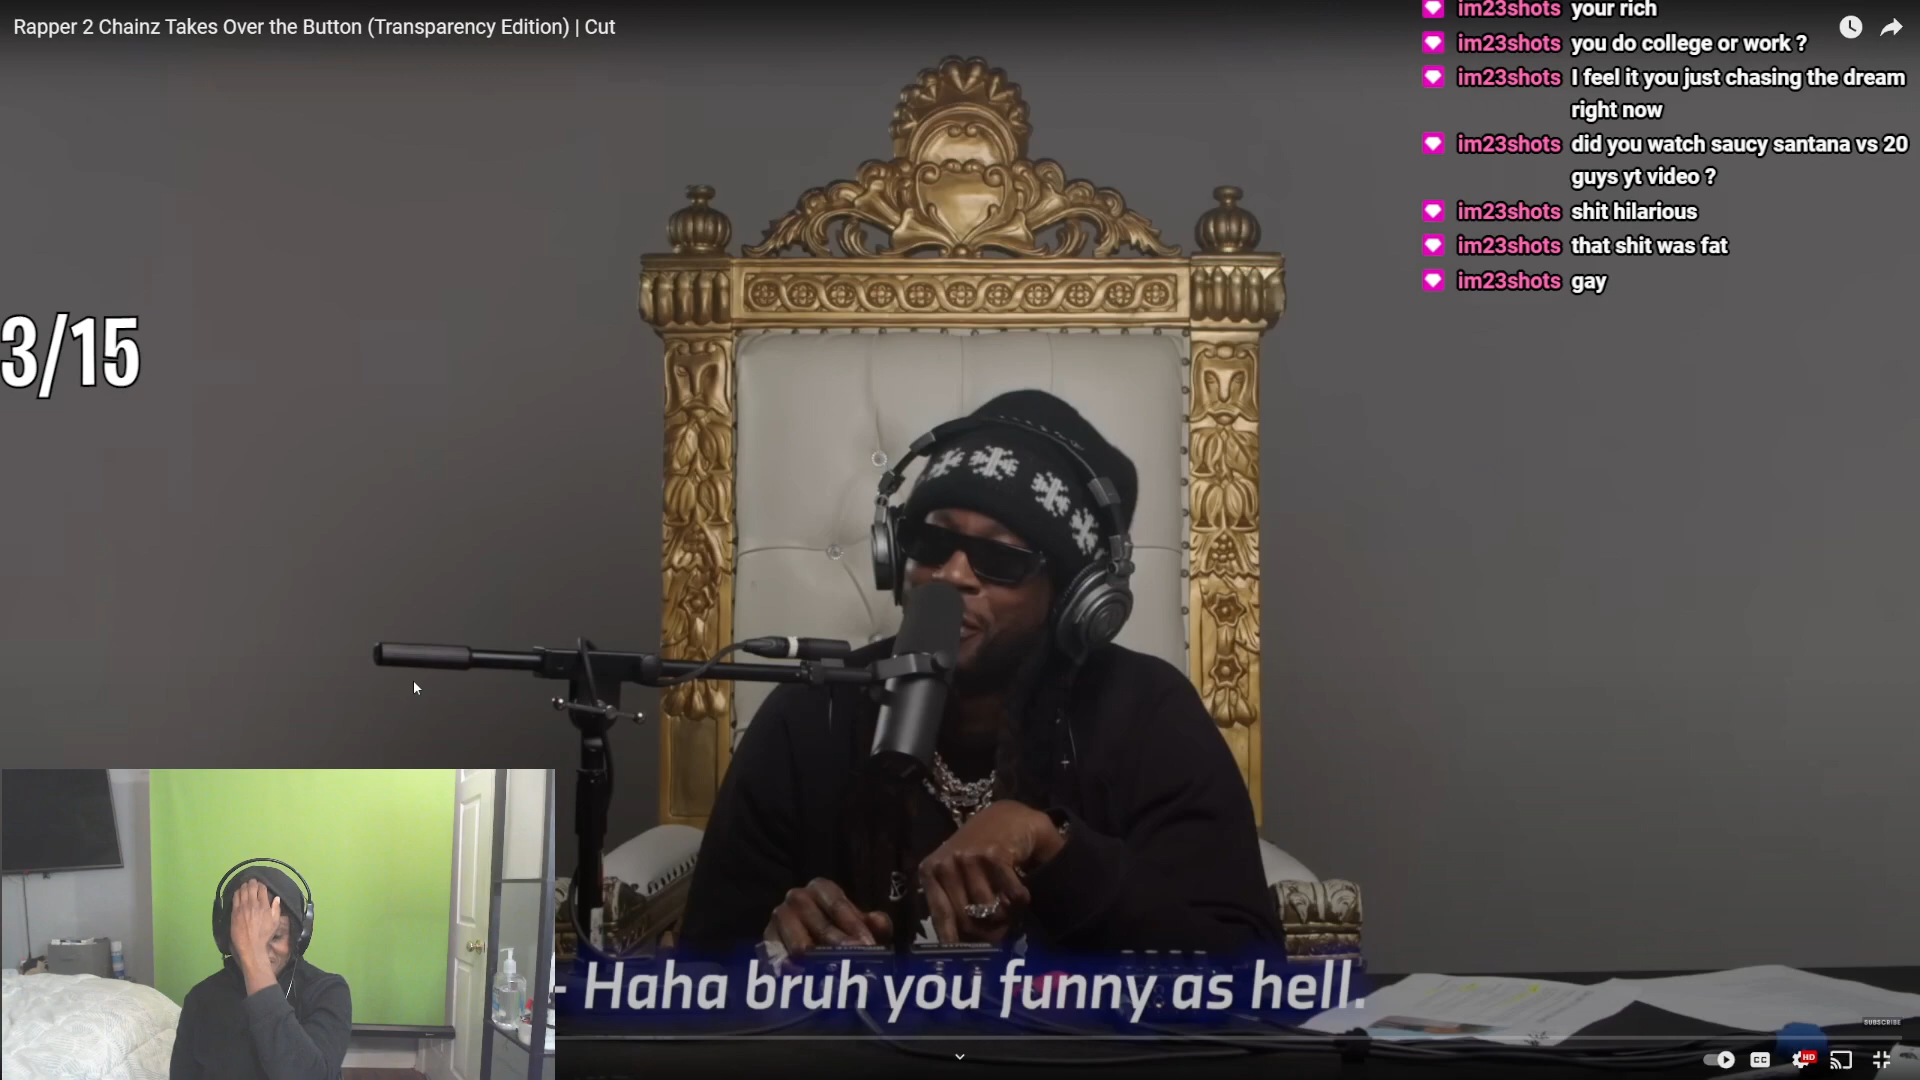 Rapper 2 Chainz Takes Over the Button (Transparency Edition) | Cut
im23shots your rich
im23shots you do college or work ?
im23shots I feel it you just chasing the dream
right now
im23shots did you watch saucy santana vs 20
guys yt video ?
im23shots shit hilarious
im23shots that shit was fat
im23shots gay
3/15
- Haha bruh you funny as hell.
SUBSCRIBE
CC
HD